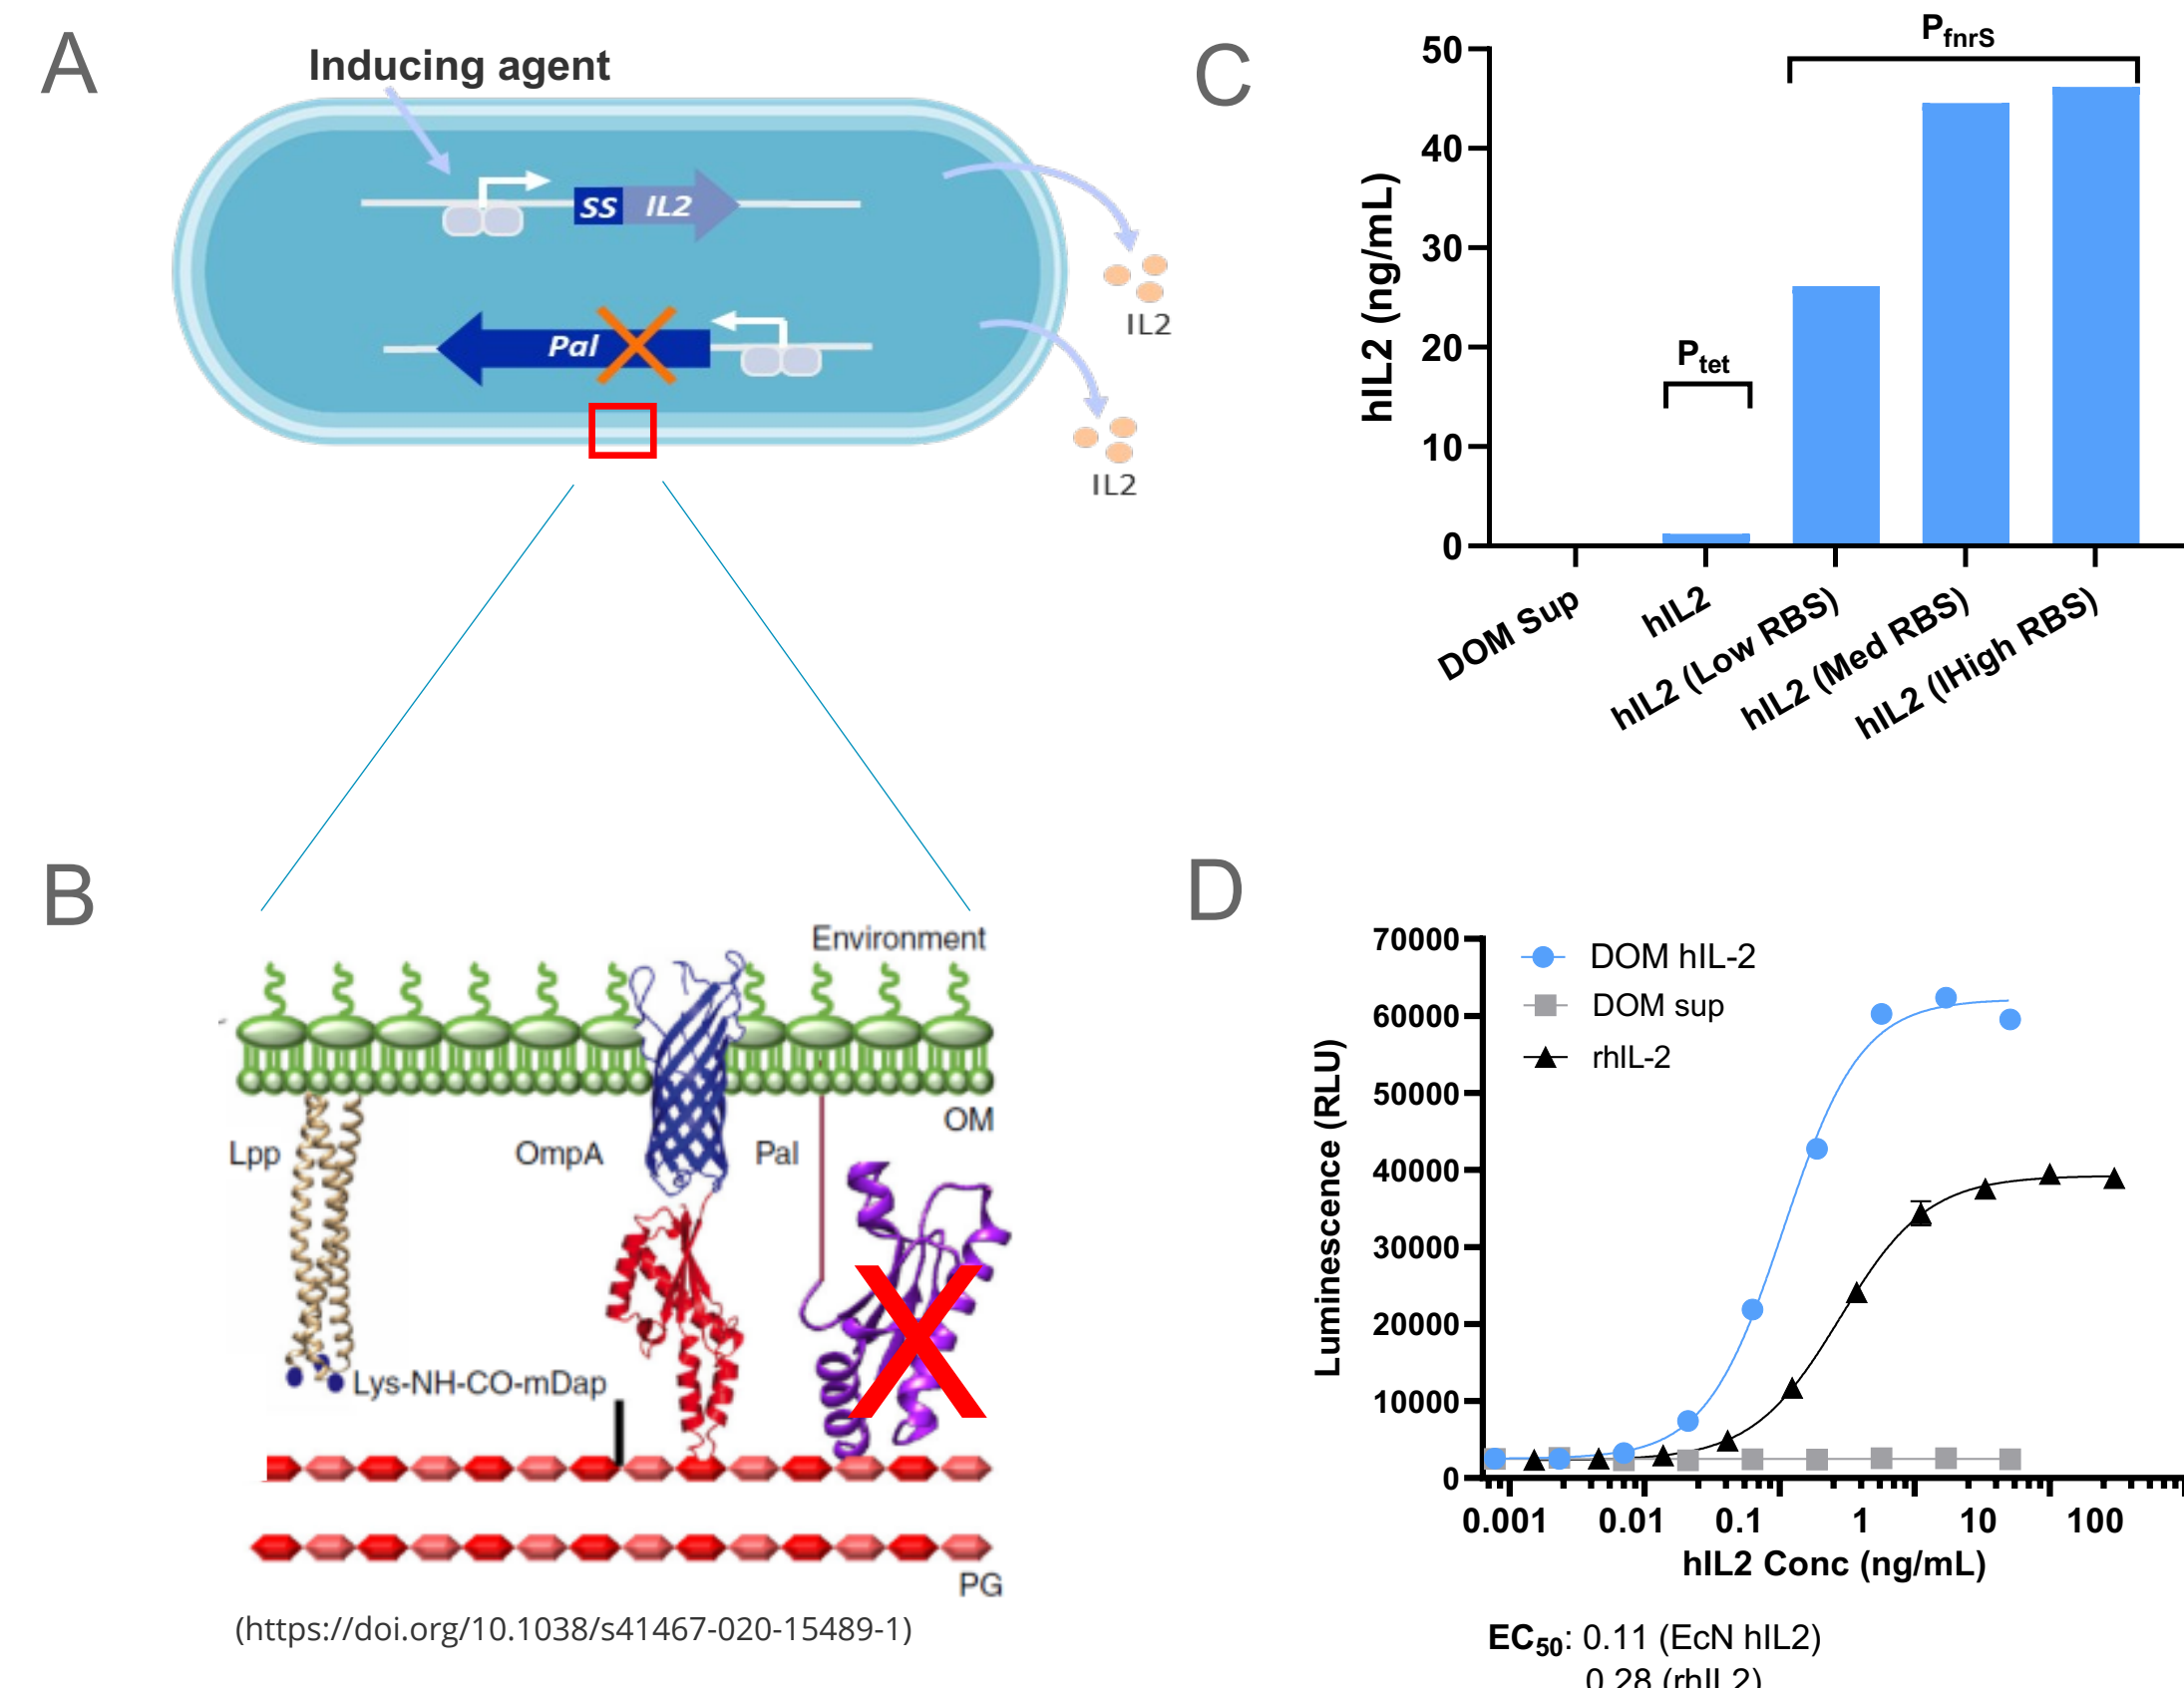 A
Inducing agent
SS IL2
Pal
IL2
IL2
B
Environment
OM
Lpp
OmpA
Pal
Lys-NH-CO-mDap
PG
(https://doi.org/10.1038/s41467-020-15489-1)
C
PfnrS
Ptet
hIL2 (ng/mL)
50
40
30
20
10
0
DOM Sup
hIL2
hIL2 (Low RBS)
hIL2 (Med RBS)
hIL2 (IHigh RBS)
D
DOM hIL-2
DOM sup
rhIL-2
Luminescence (RLU)
70000
60000
50000
40000
30000
20000
10000
0
0.001 0.01 0.1 1 10 100
hIL2 Conc (ng/mL)
EC50: 0.11 (EcN hIL2)
0.28 (rhIL2)